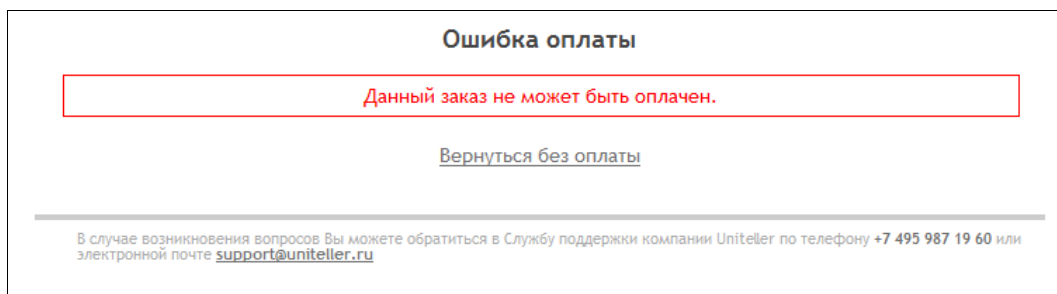 Ошибка оплаты
Данный заказ не может быть оплачен.
Вернуться без оплаты
В случае возникновения вопросов Вы можете обратиться в Службу поддержки компании Uniteller по телефону +7 495 987 19 60 или
электронной почте support@uniteller.ru